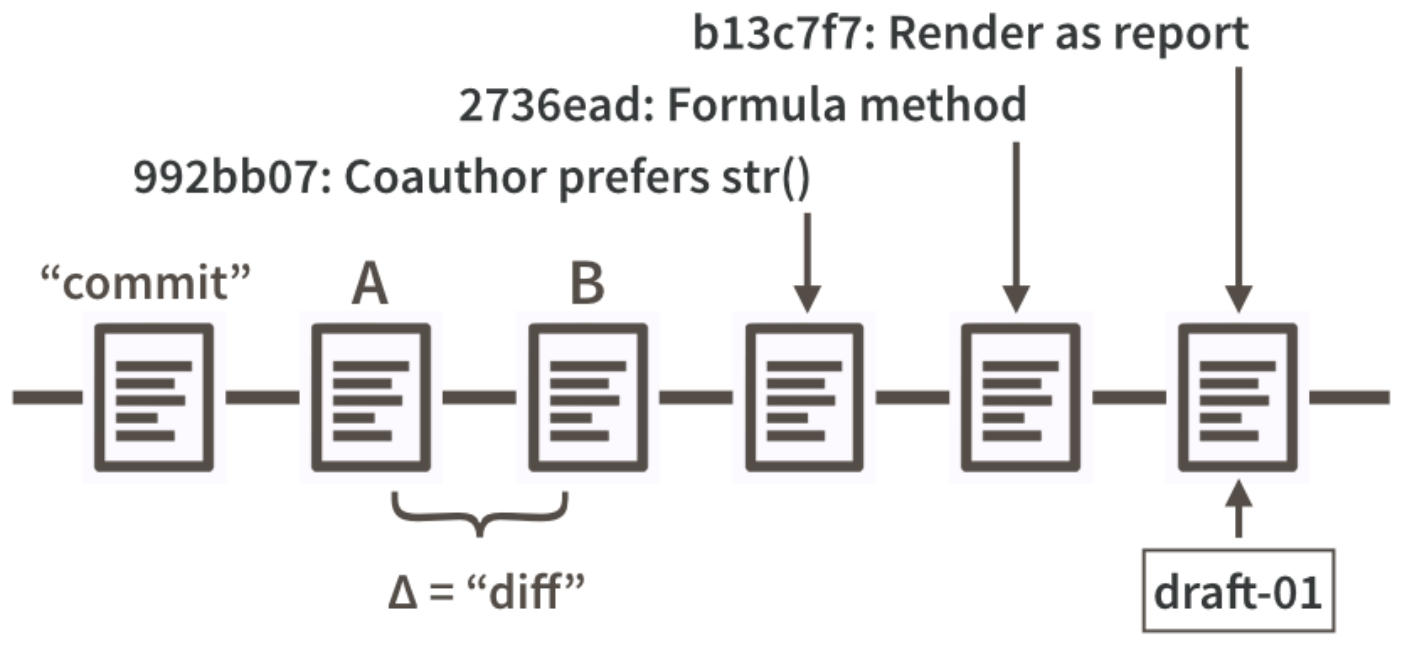 b13c7f7: Render as report
2736ead: Formula method
992bb07: Coauthor prefers str()
“commit”
A
B
Δ = “diff”
draft-01